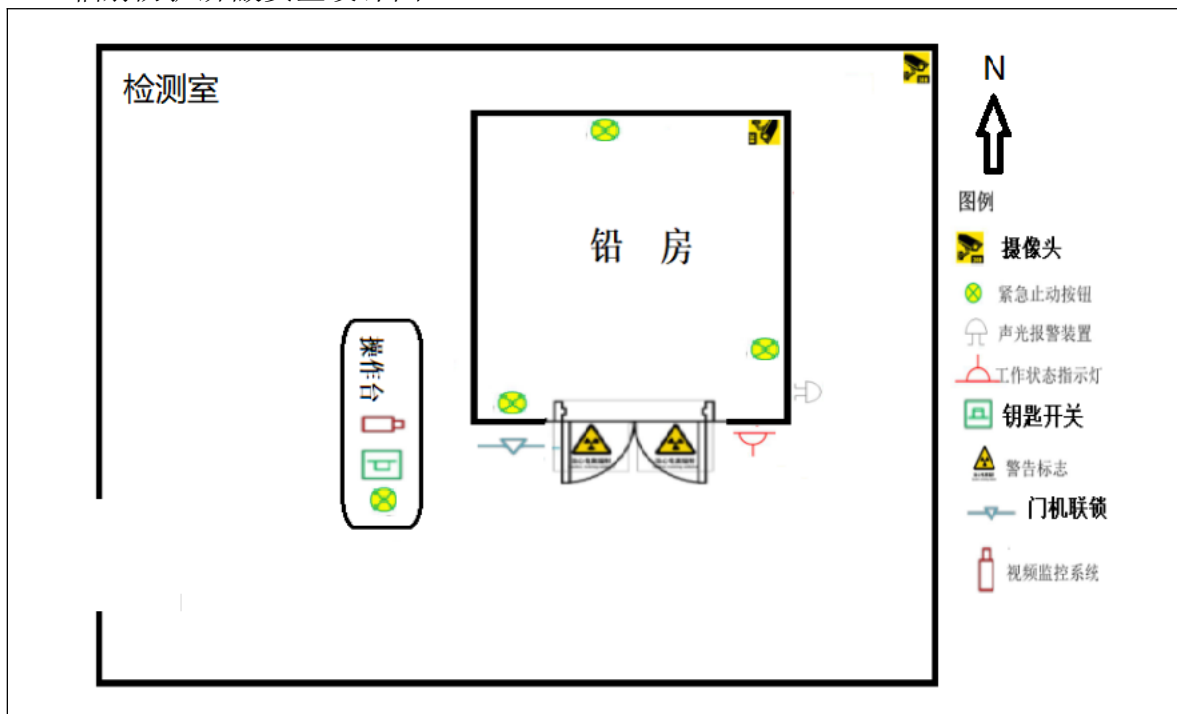 检测室
N
图例
铅 房
摄像头
紧急止动按钮
声光报警装置
操作台
工作状态指示灯
钥匙开关
警告标志
门机联锁
视频监控系统